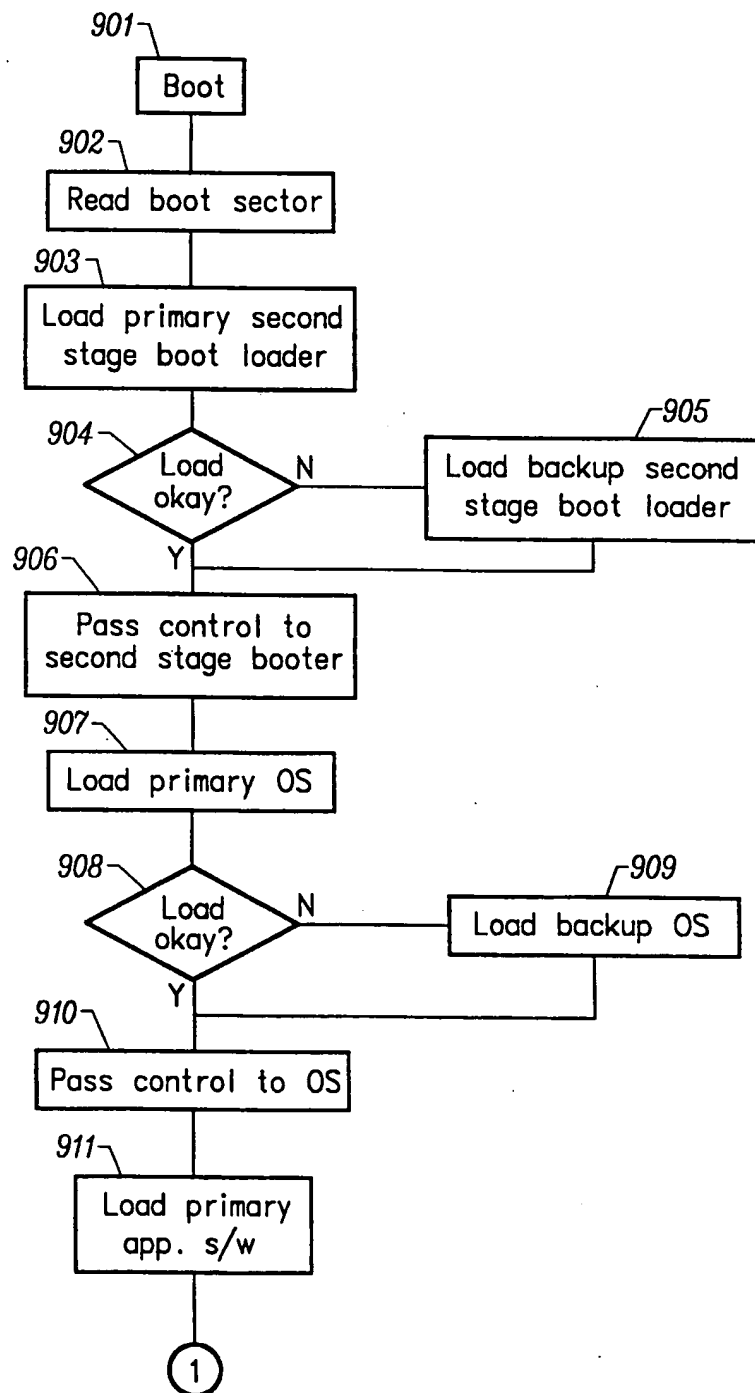 901
Boot
902
Read boot sector
903
Load primary second
stage boot loader
904
Load
okay?
N
Y
905
Load backup second
stage boot loader
906
Pass control to
second stage booter
907
Load primary OS
908
Load
okay?
N
Y
909
Load backup OS
910
Pass control to OS
911
Load primary
app. s/w
1